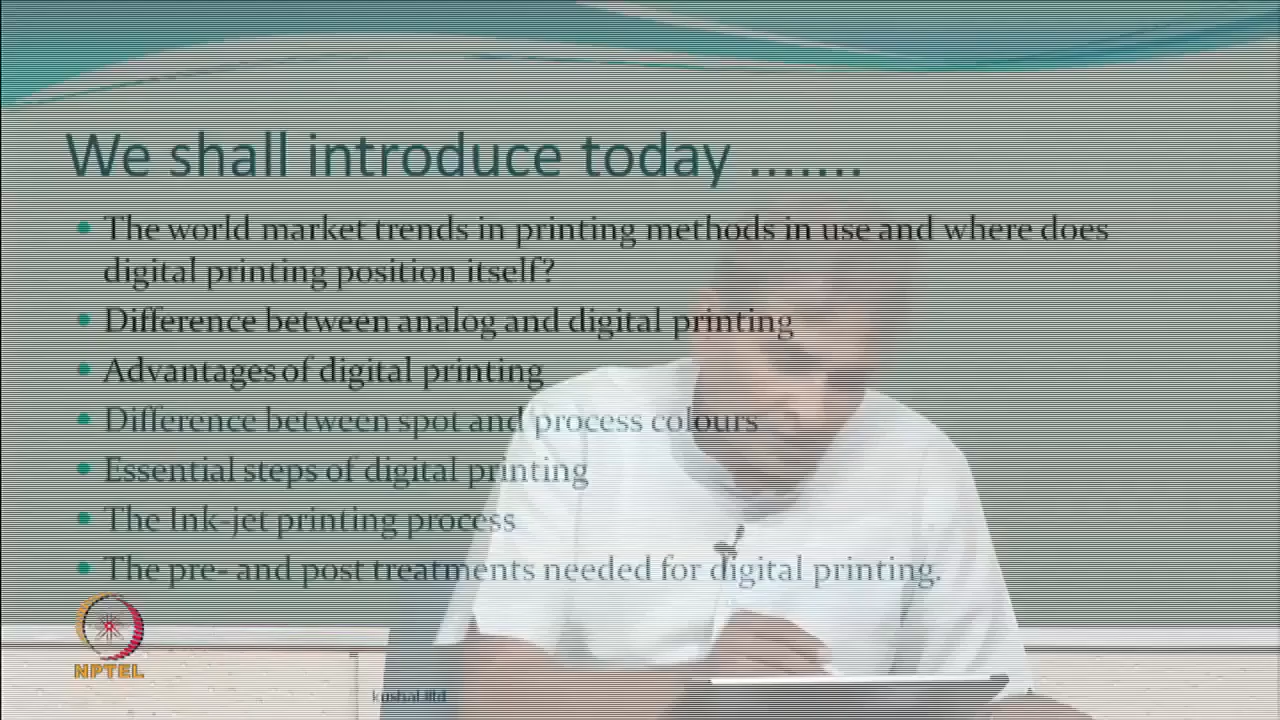 We shall introduce today .......
The world market trends in printing methods in use and where does
digital printing position itself?
Difference between analog and digital printing
Advantages of digital printing
Difference between spot and process colours
Essential steps of digital printing
The Ink-jet printing process
The pre- and post treatments needed for digital printing.
NPTEL